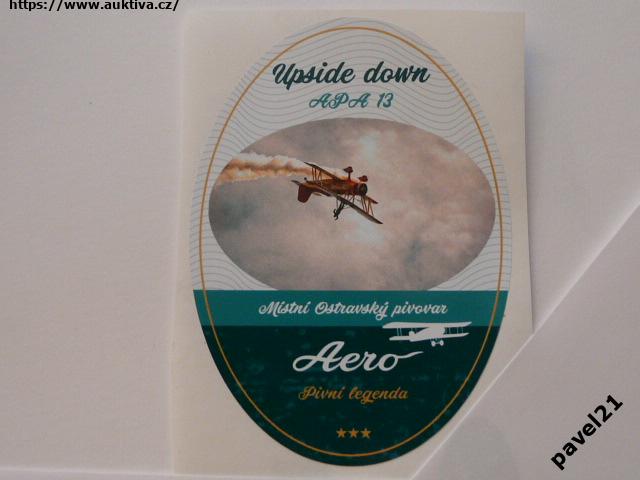 https://www.auktiva.cz/
Upside down
APA 13
Místní Ostravský pivovar
Aero
Pivní legenda
pavel21